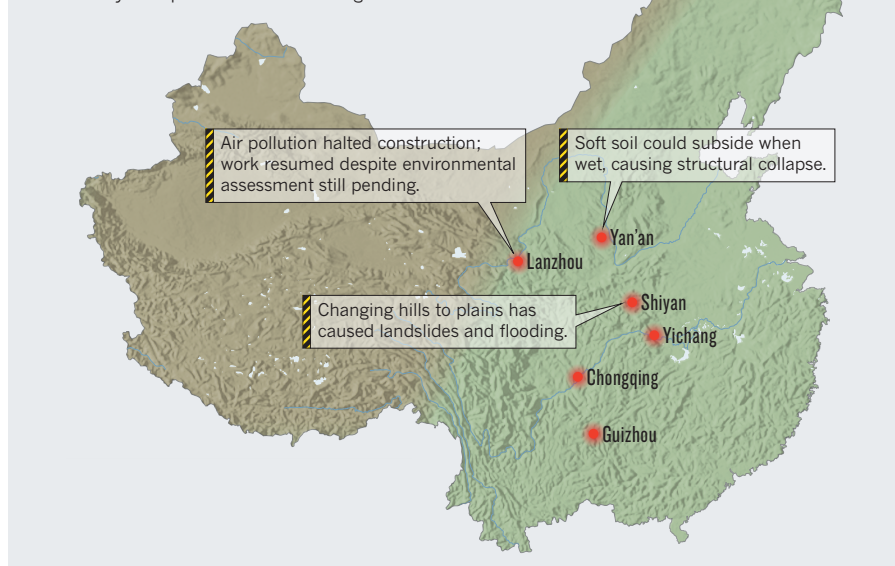 Air pollution halted construction;
work resumed despite environmental
assessment still pending.
Soft soil could subside when
wet, causing structural collapse.
Yan’an
Lanzhou
Changing hills to plains has
caused landslides and flooding.
Shiyan
Yichang
Chongqing
Guizhou